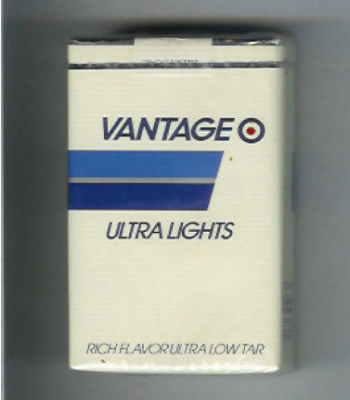 VANTAGE
ULTRA LIGHTS
RICH FLAVOR ULTRA LOW TAR